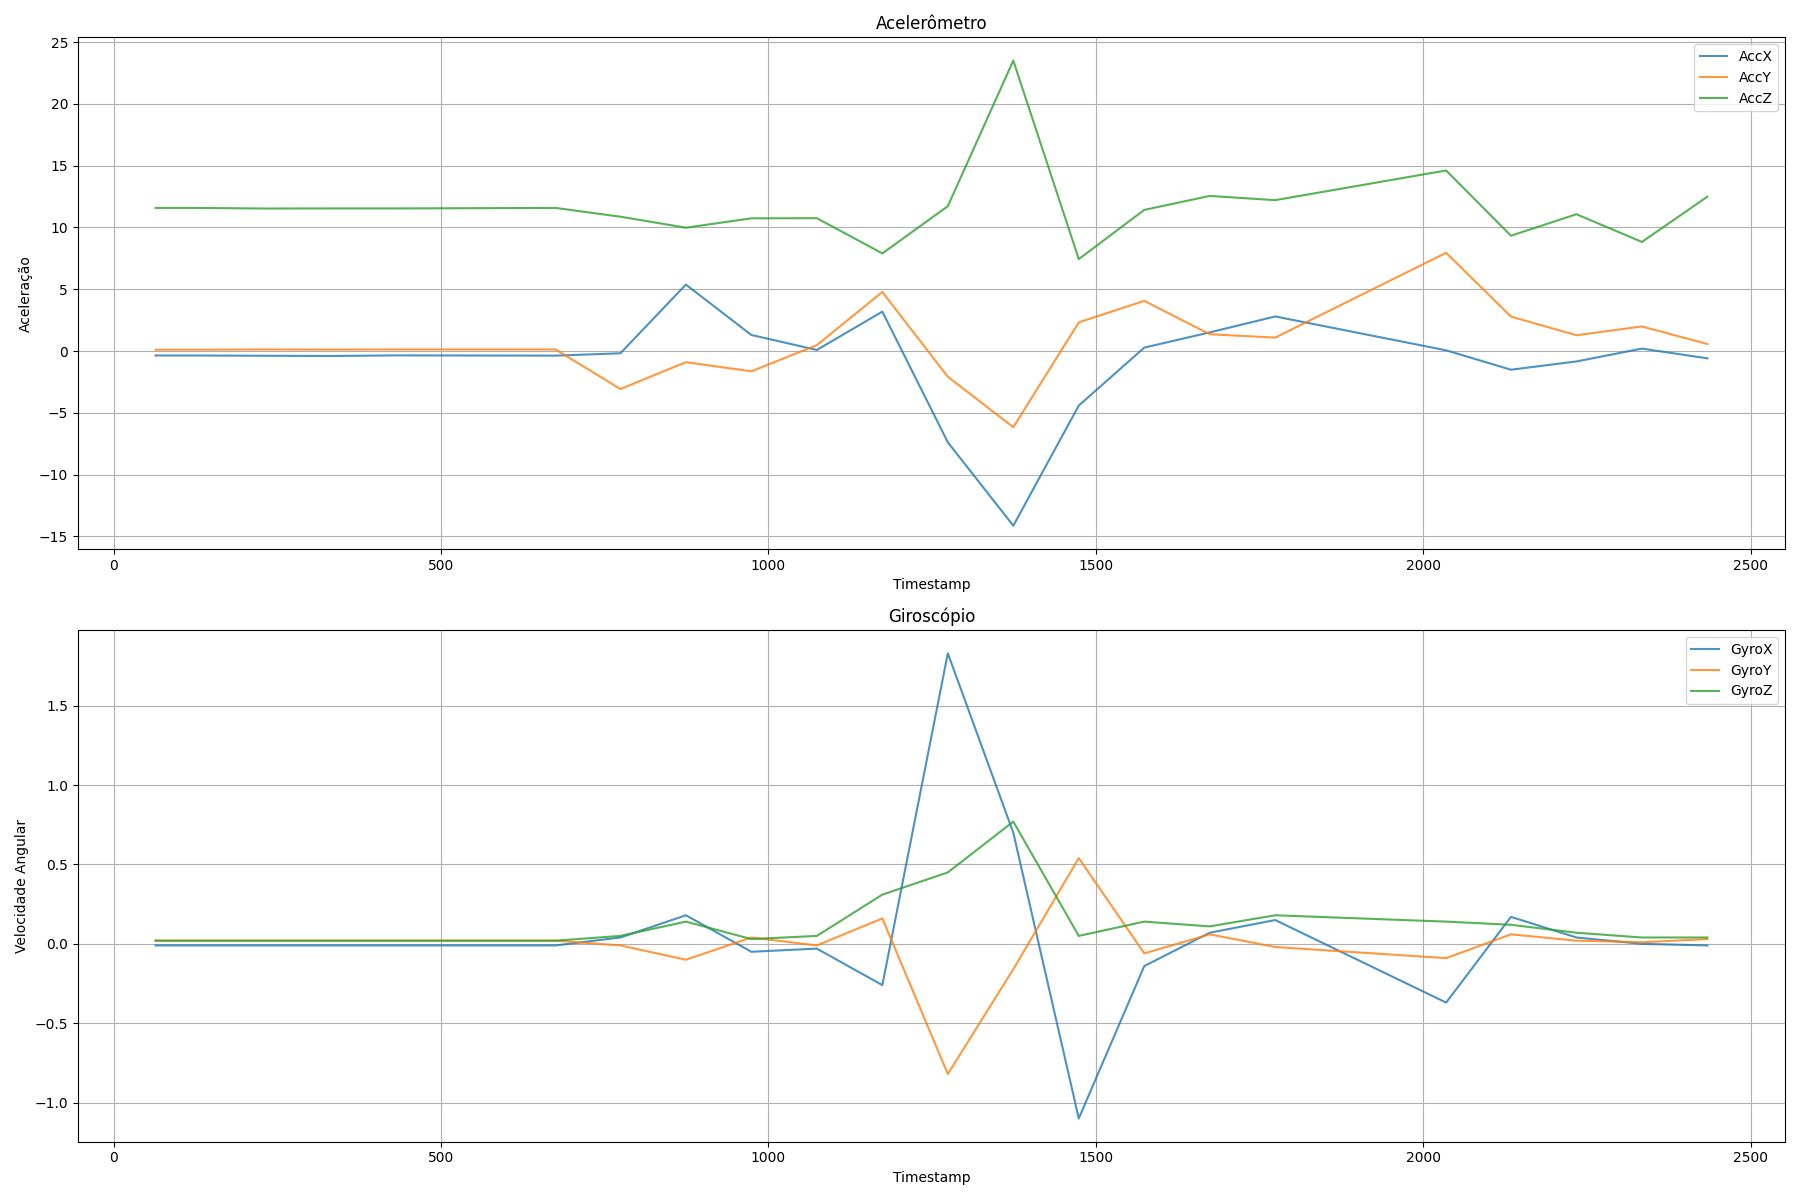 Acelerômetro
25
20
15
10
5
0
−5
−10
−15
Aceleração
AccX
AccY
AccZ
0 500 1000 1500 2000 2500
Timestamp
Giroscópio
1.5
1.0
0.5
0.0
−0.5
−1.0
Velocidade Angular
GyroX
GyroY
GyroZ
0 500 1000 1500 2000 2500
Timestamp